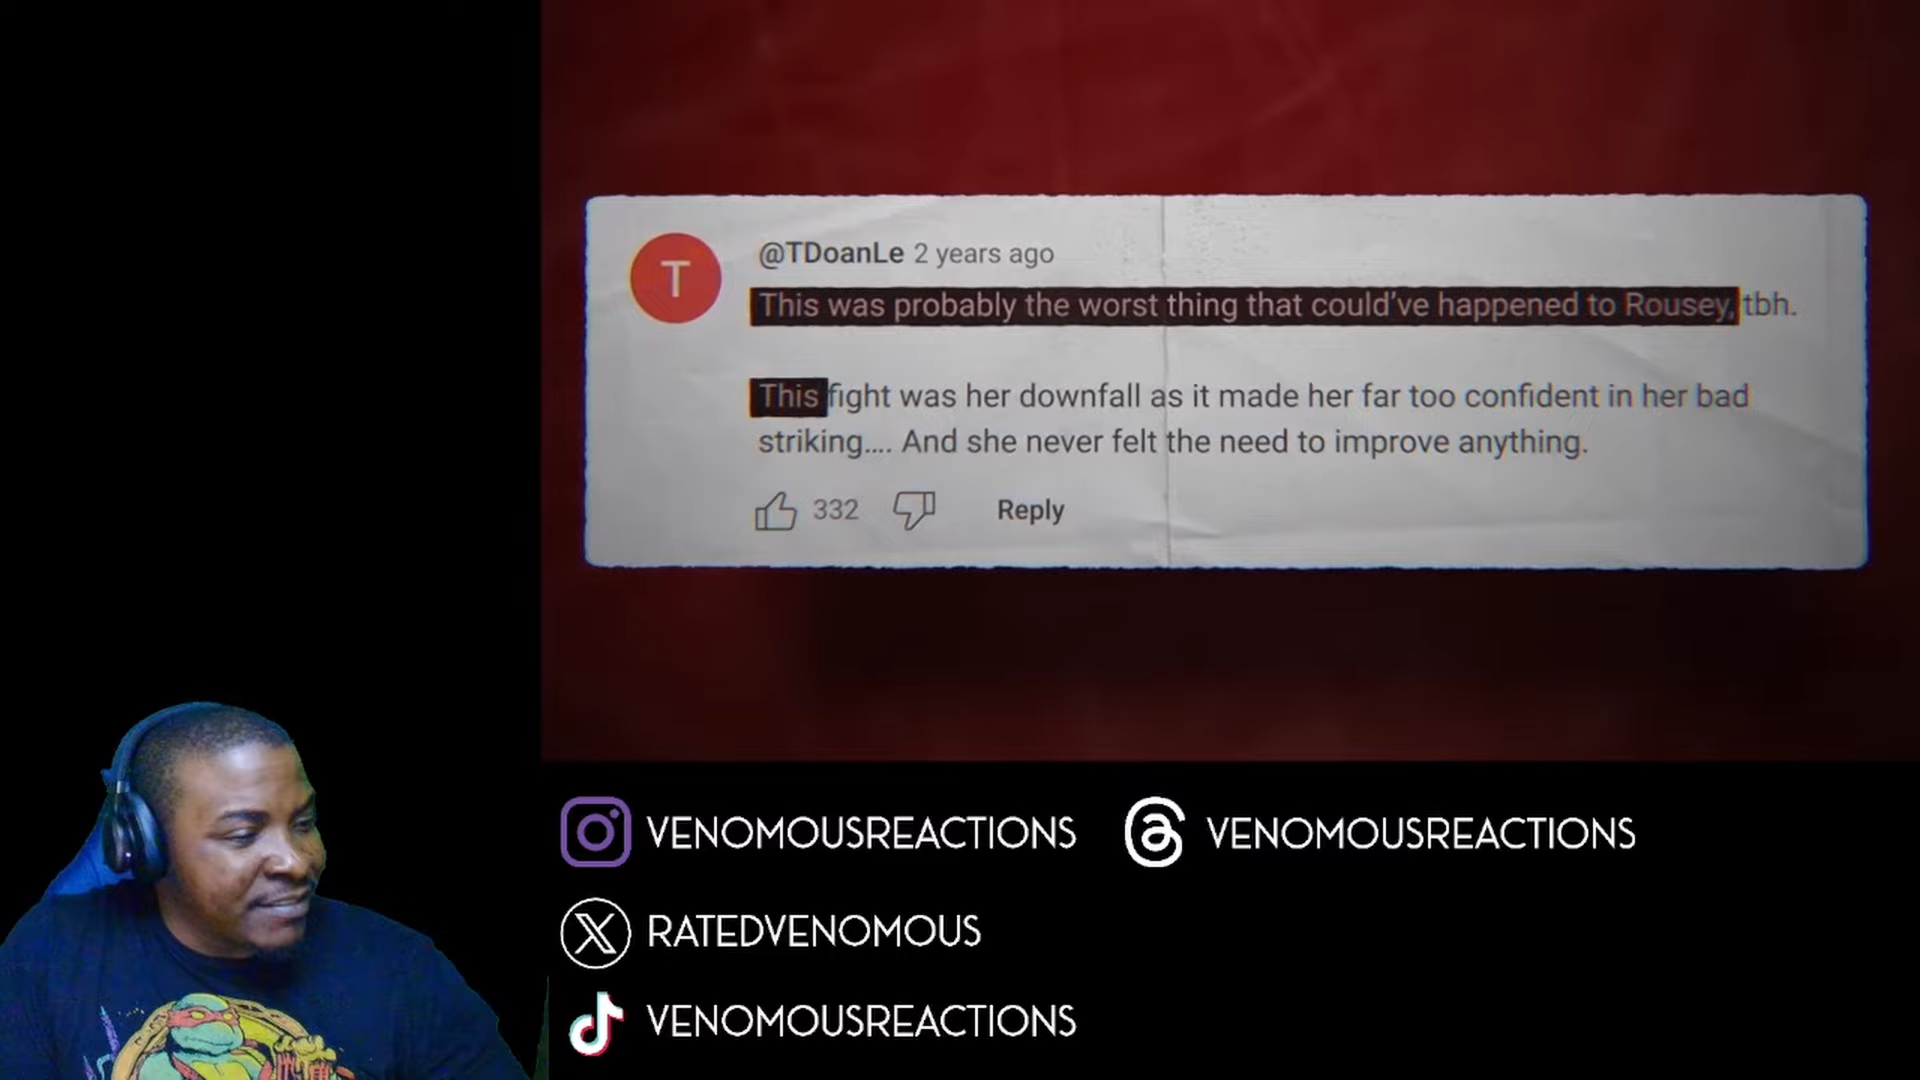 T
@TDoanLe 2 years ago
This was probably the worst thing that could've happened to Rousey, tbh.
This fight was her downfall as it made her far too confident in her bad
striking.... And she never felt the need to improve anything.
332
Reply
VENOMOUSREACTIONS
VENOMOUSREACTIONS
RATEDVENOMOUS
VENOMOUSREACTIONS